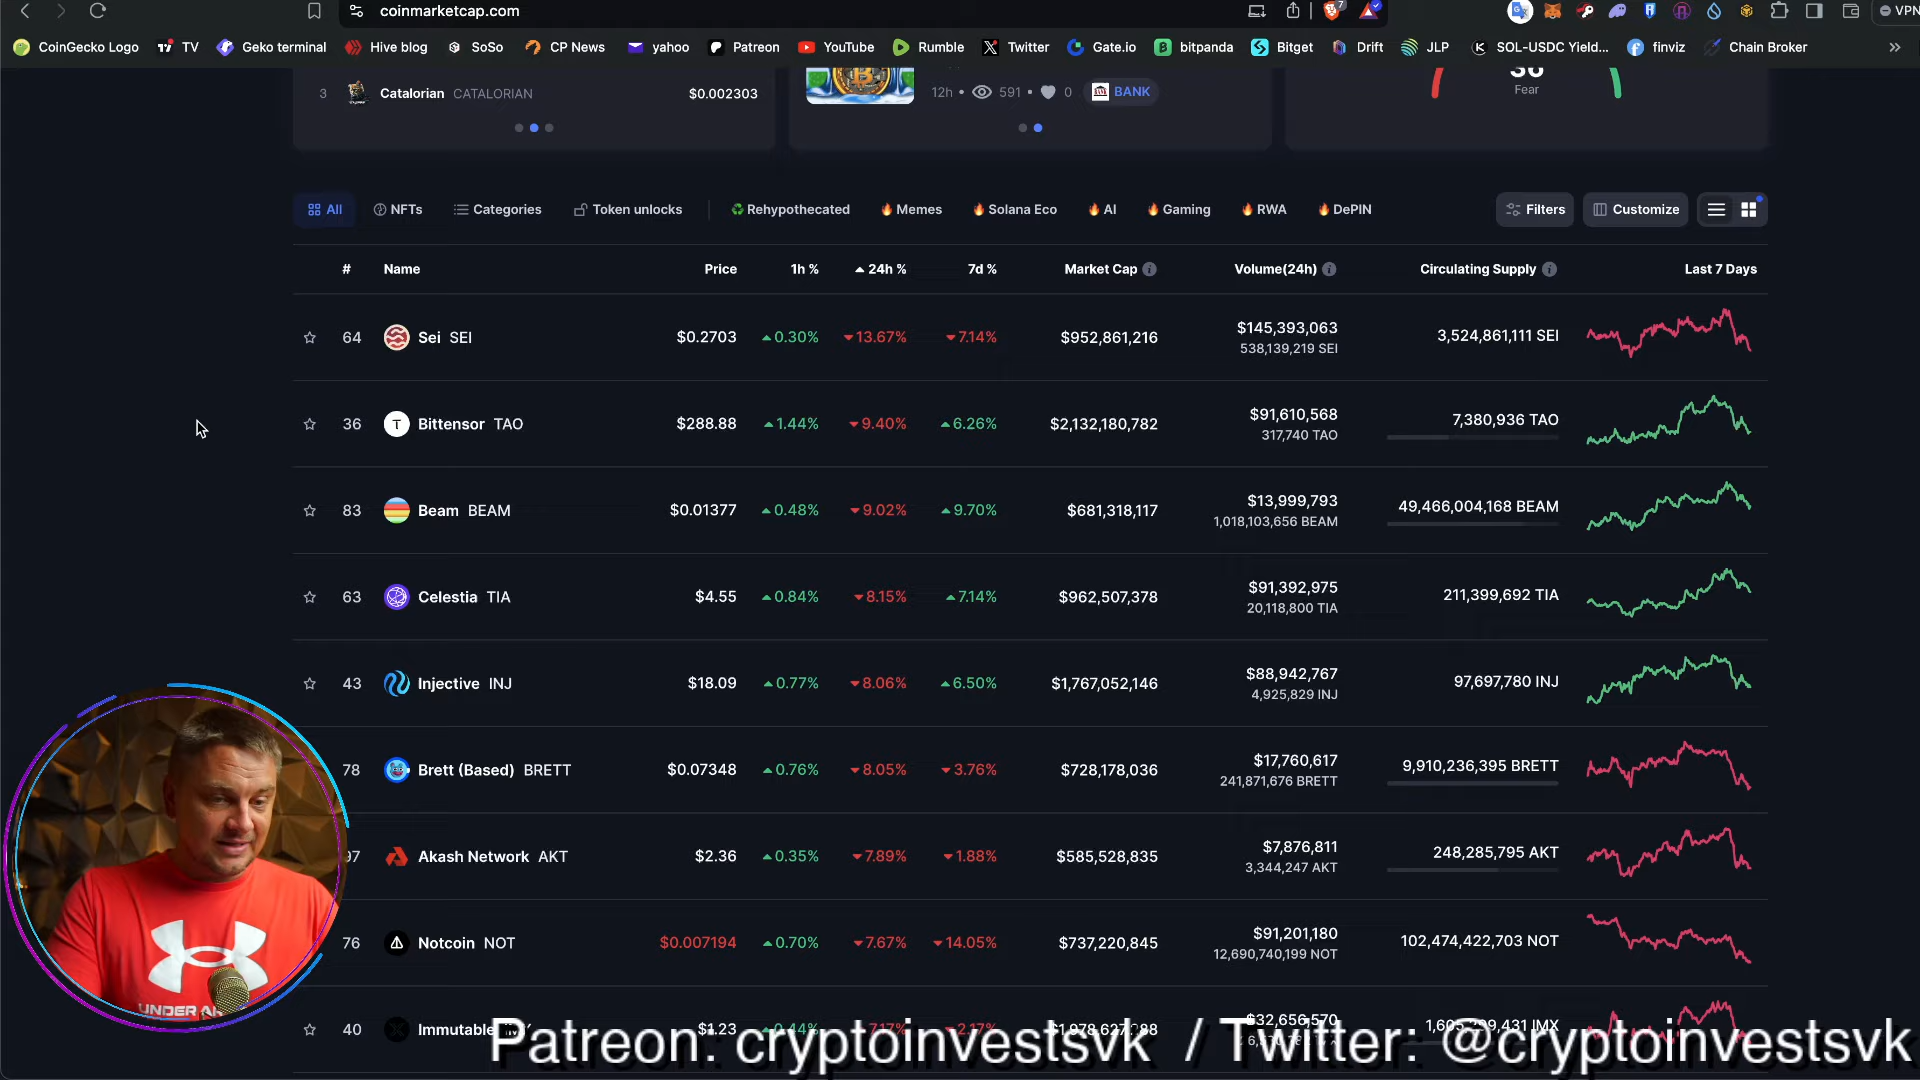 coinmarketcap.com
VPN
CoinGecko Logo TV Geko terminal Hive blog SoSo CP News yahoo Patreon YouTube Rumble Twitter Gate.io bitpanda Bitget Drift JLP SOL-USDC Yield... finviz Chain Broker »
3 Catalorian CATALORIAN $0.002303
12h • 591 • 0 BANK
Fear
All NFTs Categories Token unlocks Rehypothecated Memes Solana Eco AI Gaming RWA DePIN Filters Customize
# Name Price 1h % 24h % 7d % Market Cap Volume(24h) Circulating Supply Last 7 Days
64 Sei SEI $0.2703 0.30% 13.67% 7.14% $952,861,216 $145,393,063 3,524,861,111 SEI
538,139,219 SEI
36 Bittensor TAO $288.88 1.44% 9.40% 6.26% $2,132,180,782 $91,610,568 7,380,936 TAO
317,740 TAO
83 Beam BEAM $0.01377 0.48% 9.02% 9.70% $681,318,117 $13,999,793 49,466,004,168 BEAM
1,018,103,656 BEAM
63 Celestia TIA $4.55 0.84% 8.15% 7.14% $962,507,378 $91,392,975 211,399,692 TIA
20,118,800 TIA
43 Injective INJ $18.09 0.77% 8.06% 6.50% $1,767,052,146 $88,942,767 97,697,780 INJ
4,925,829 INJ
78 Brett (Based) BRETT $0.07348 0.76% 8.05% 3.76% $728,178,036 $17,760,617 9,910,236,395 BRETT
241,871,676 BRETT
97 Akash Network AKT $2.36 0.35% 7.89% 1.88% $585,528,835 $7,876,811 248,285,795 AKT
3,344,247 AKT
76 Notcoin NOT $0.007194 0.70% 7.67% 14.05% $737,220,845 $91,201,180 102,474,422,703 NOT
12,690,740,199 NOT
UNDER
40 Immutable $1.23 0.44% 7.17% 2.17% $32,656,570 IMX
Patreon: cryptoinvestsvk / Twitter: @cryptoinvestsvk